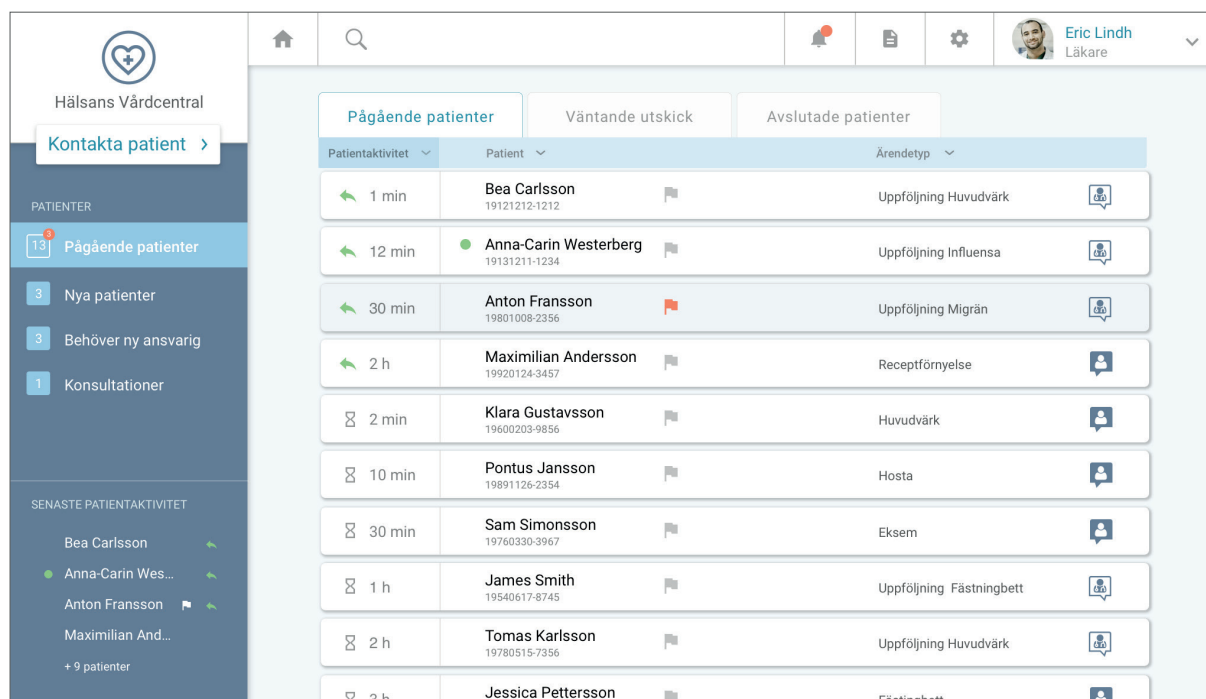 Hälsans Vårdcentral
Kontakta patient
PATIENTER
13
3
Pågående patienter
3
Nya patienter
3
Behöver ny ansvarig
1
Konsultationer
SENASTE PATIENTAKTIVITET
Bea Carlsson
Anna-Carin Wes...
Anton Fransson
Maximilian And...
+ 9 patienter
Eric Lindh
Läkare
Pågående patienter
Väntande utskick
Avslutade patienter
Patientaktivitet
Patient
Ärendetyp
1 min
Bea Carlsson
19121212-1212
Uppföljning Huvudvärk
12 min
Anna-Carin Westerberg
19131211-1234
Uppföljning Influensa
30 min
Anton Fransson
19801008-2356
Uppföljning Migrän
2 h
Maximilian Andersson
19920124-3457
Receptförnyelse
2 min
Klara Gustavsson
19600203-9856
Huvudvärk
10 min
Pontus Jansson
19891126-2354
Hosta
30 min
Sam Simonsson
19760330-3967
Eksem
1 h
James Smith
19540617-8745
Uppföljning Fästningbett
2 h
Tomas Karlsson
19780515-7356
Uppföljning Huvudvärk
Jessica Pettersson